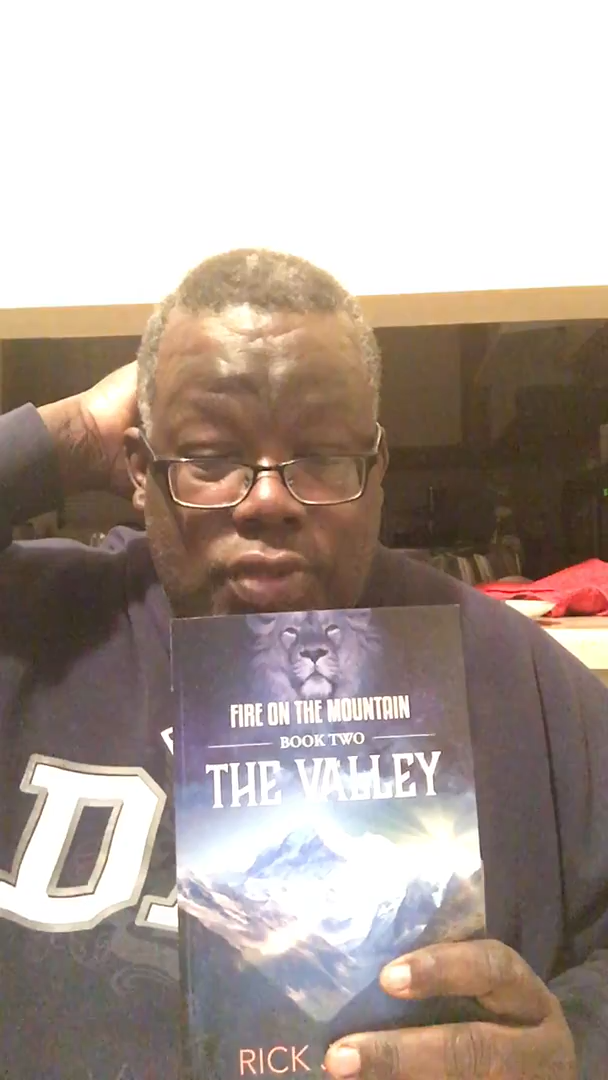 FIRE ON THE MOUNTAIN
BOOK TWO
THE VALLEY
D
RICK